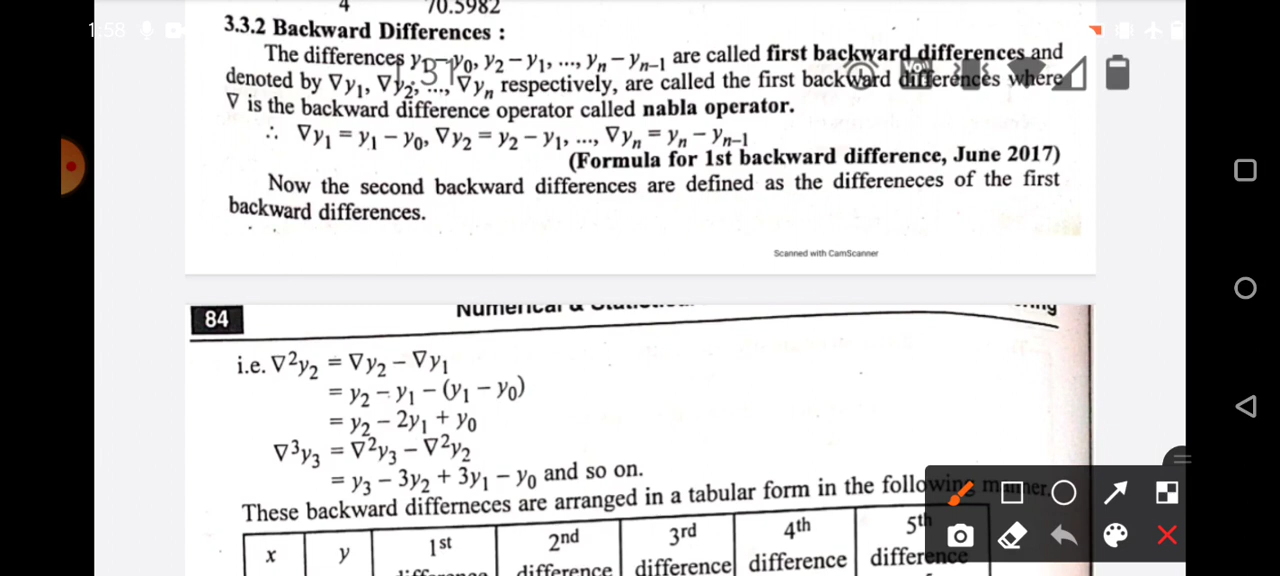 4 70.5982
1:58
3.3.2 Backward Differences :
The differences y₁ – y₀, y₂ – y₁, ..., yₙ – yₙ₋₁ are called first backward differences and
denoted by ∇y₁, ∇y₂, ..., ∇yₙ respectively, are called the first backward differences where
∇ is the backward difference operator called nabla operator.
∴ ∇y₁ = y₁ – y₀, ∇y₂ = y₂ – y₁, ..., ∇yₙ = yₙ – yₙ₋₁
(Formula for 1st backward difference, June 2017)
Now the second backward differences are defined as the differeneces of the first
backward differences.
Scanned with CamScanner
84 Numerical &
i.e. ∇²y₂ = ∇y₂ – ∇y₁
= y₂ – y₁ – (y₁ – y₀)
= y₂ – 2y₁ + y₀
∇³y₃ = ∇²y₃ – ∇²y₂
= y₃ – 3y₂ + 3y₁ – y₀ and so on.
These backward differneces are arranged in a tabular form in the following manner.
x y 1st 2nd 3rd 4th 5th
difference difference difference difference difference